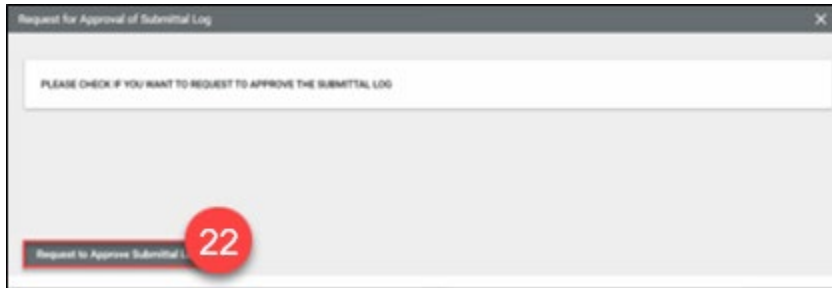 Request for Approval of Submittal Log
PLEASE CHECK IF YOU WANT TO REQUEST TO APPROVE THE SUBMITTAL LOG
22
Request to Approve Submittal L